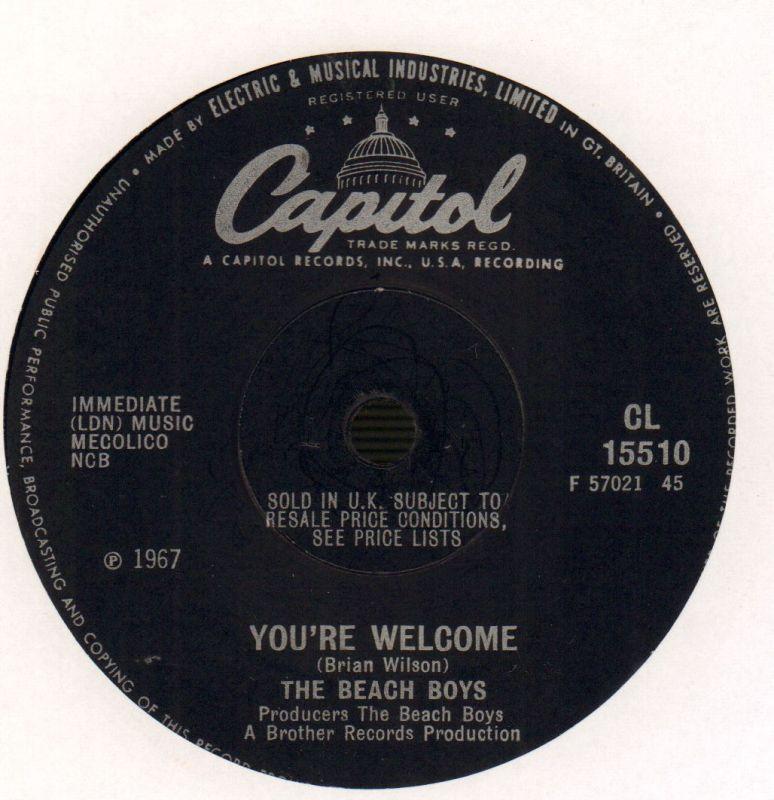 MADE BY ELECTRIC & MUSICAL INDUSTRIES, LIMITED IN GT. BRITAIN •
REGISTERED USER
Capitol
TRADE MARKS REGD.
A CAPITOL RECORDS, INC., U.S.A, RECORDING
IMMEDIATE
(LDN) MUSIC
MECOLICO
NCB
CL
15510
F 57021 45
SOLD IN U.K. SUBJECT TO
RESALE PRICE CONDITIONS,
SEE PRICE LISTS
℗ 1967
YOU'RE WELCOME
(Brian Wilson)
THE BEACH BOYS
Producers The Beach Boys
A Brother Records Production
• UNAUTHORISED PUBLIC PERFORMANCE, BROADCASTING AND COPYING OF THIS RECORD
OF THE RECORDED WORK ARE RESERVED •